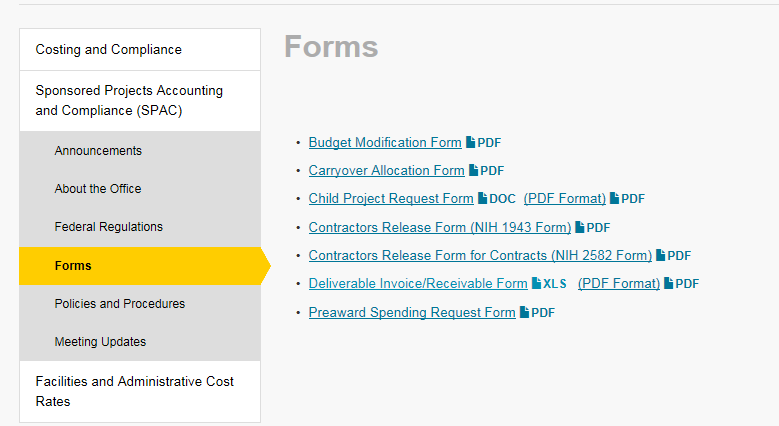 Costing and Compliance
Sponsored Projects Accounting
and Compliance (SPAC)
Announcements
About the Office
Federal Regulations
Forms
Policies and Procedures
Meeting Updates
Facilities and Administrative Cost
Rates
Forms
• Budget Modification Form PDF
• Carryover Allocation Form PDF
• Child Project Request Form DOC (PDF Format) PDF
• Contractors Release Form (NIH 1943 Form) PDF
• Contractors Release Form for Contracts (NIH 2582 Form) PDF
• Deliverable Invoice/Receivable Form XLS (PDF Format) PDF
• Preaward Spending Request Form PDF